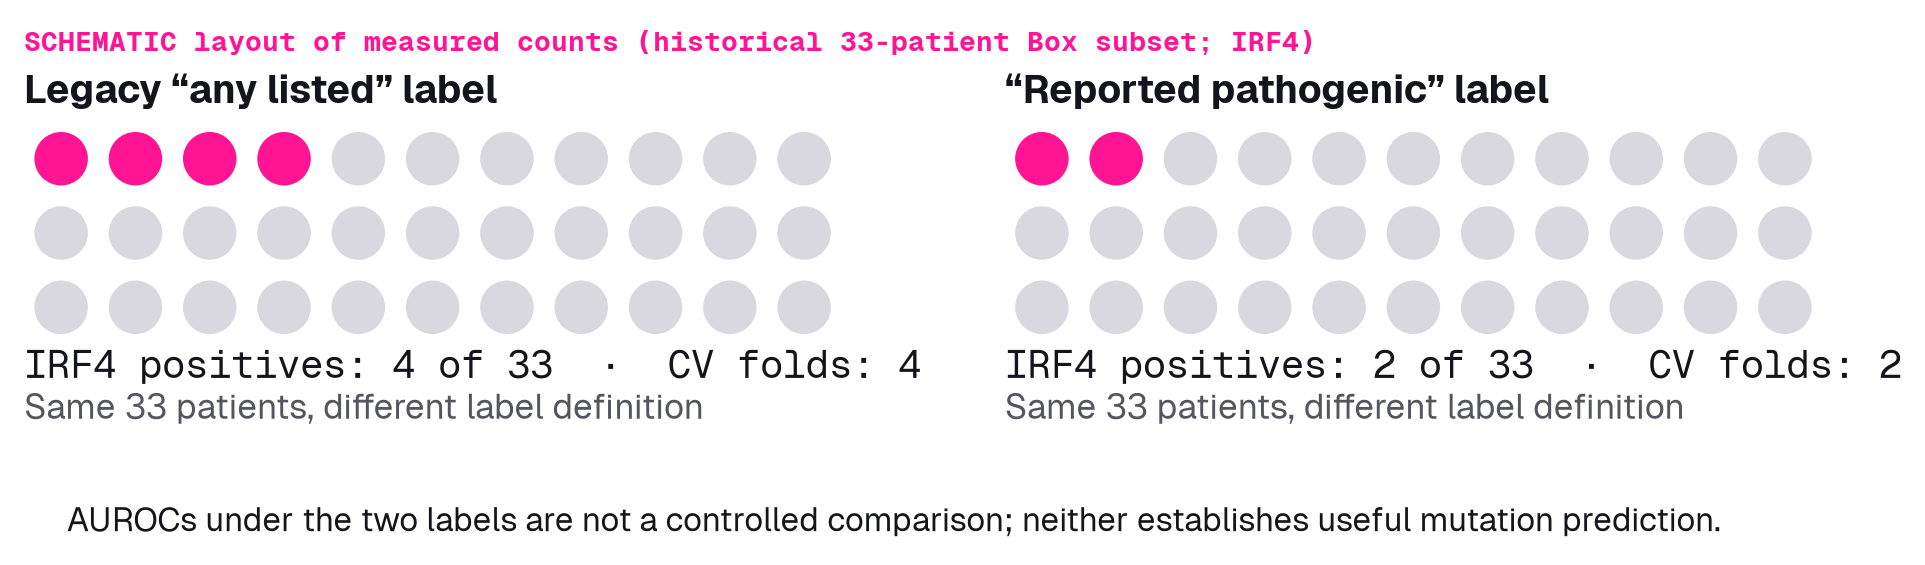 SCHEMATIC layout of measured counts (historical 33-patient Box subset; IRF4)
Legacy “any listed” label
IRF4 positives: 4 of 33 · CV folds: 4
Same 33 patients, different label definition
“Reported pathogenic” label
IRF4 positives: 2 of 33 · CV folds: 2
Same 33 patients, different label definition
AUROCs under the two labels are not a controlled comparison; neither establishes useful mutation prediction.